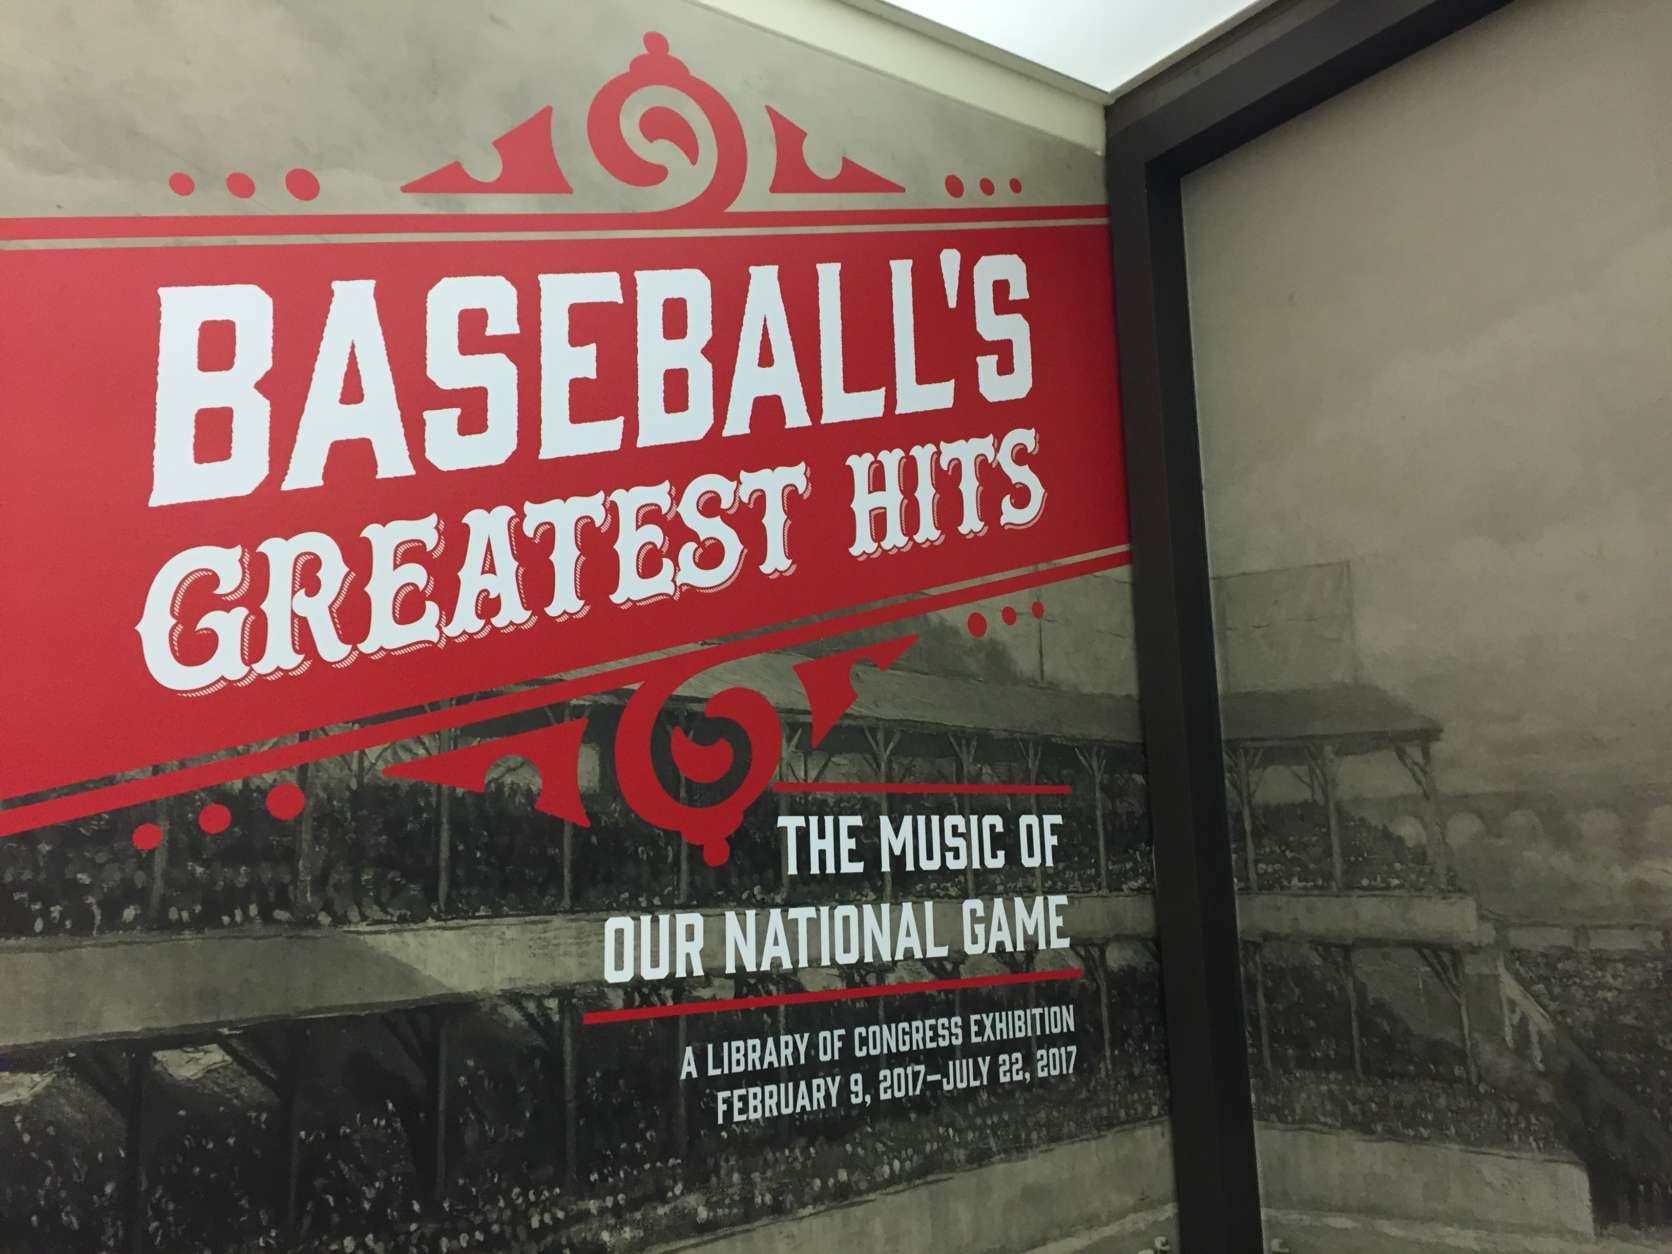 BASEBALL'S
GREATEST HITS
THE MUSIC OF
OUR NATIONAL GAME
A LIBRARY OF CONGRESS EXHIBITION
FEBRUARY 9, 2017–JULY 22, 2017